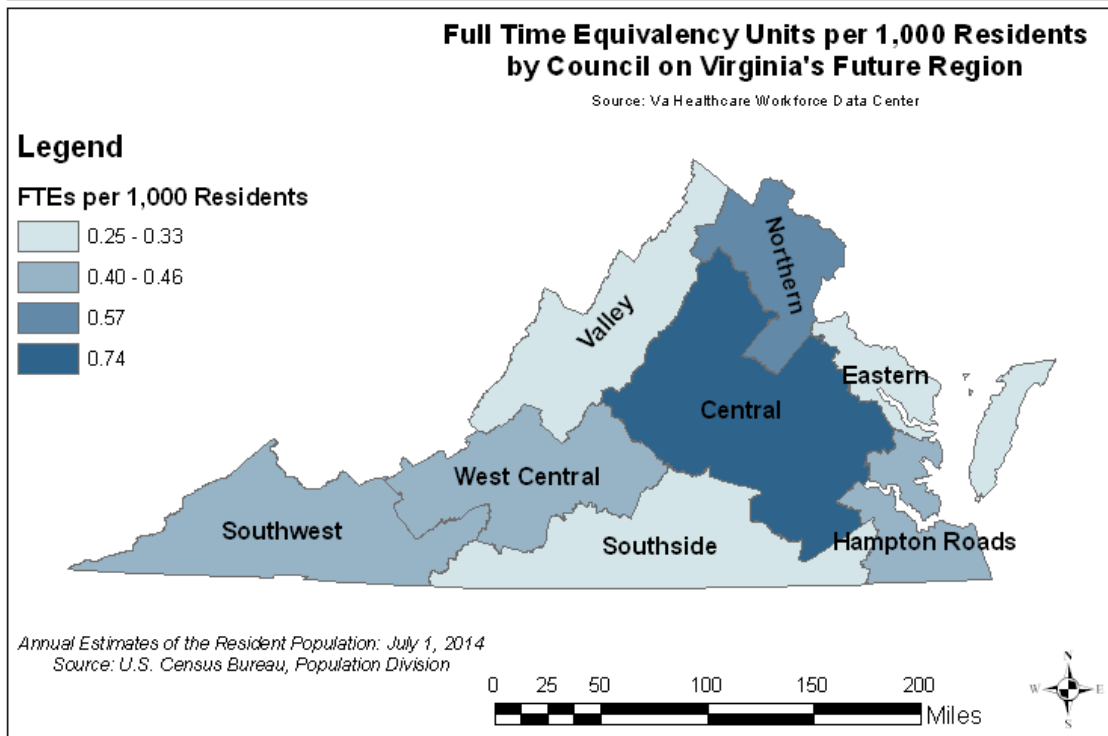 Full Time Equivalency Units per 1,000 Residents
by Council on Virginia's Future Region
Source: Va Healthcare Workforce Data Center
Legend
FTEs per 1,000 Residents
0.25 - 0.33
0.40 - 0.46
0.57
0.74
Northern
Valley
Eastern
Central
West Central
Southwest
Southside
Hampton Roads
Annual Estimates of the Resident Population: July 1, 2014
Source: U.S. Census Bureau, Population Division
0 25 50 100 150 200
Miles
N
W E
S